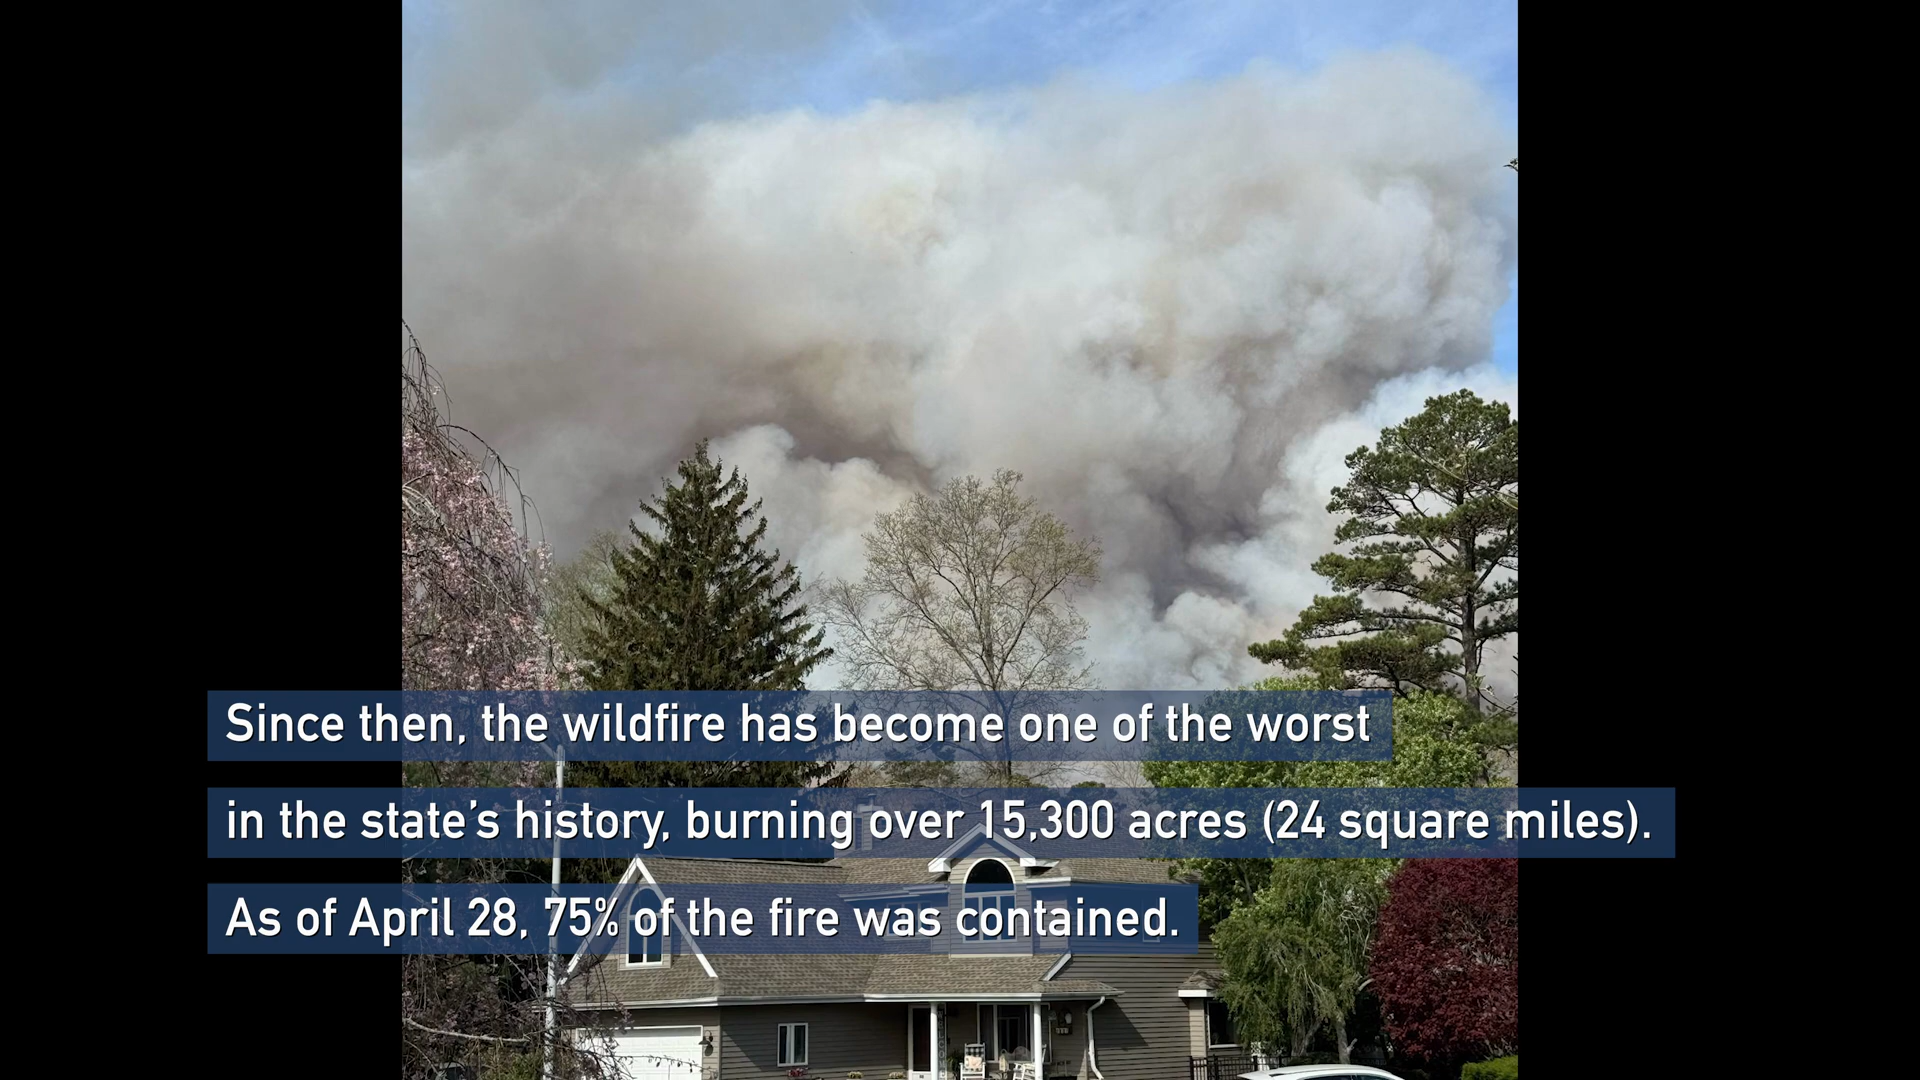 Since then, the wildfire has become one of the worst
in the state's history, burning over 15,300 acres (24 square miles).
As of April 28, 75% of the fire was contained.